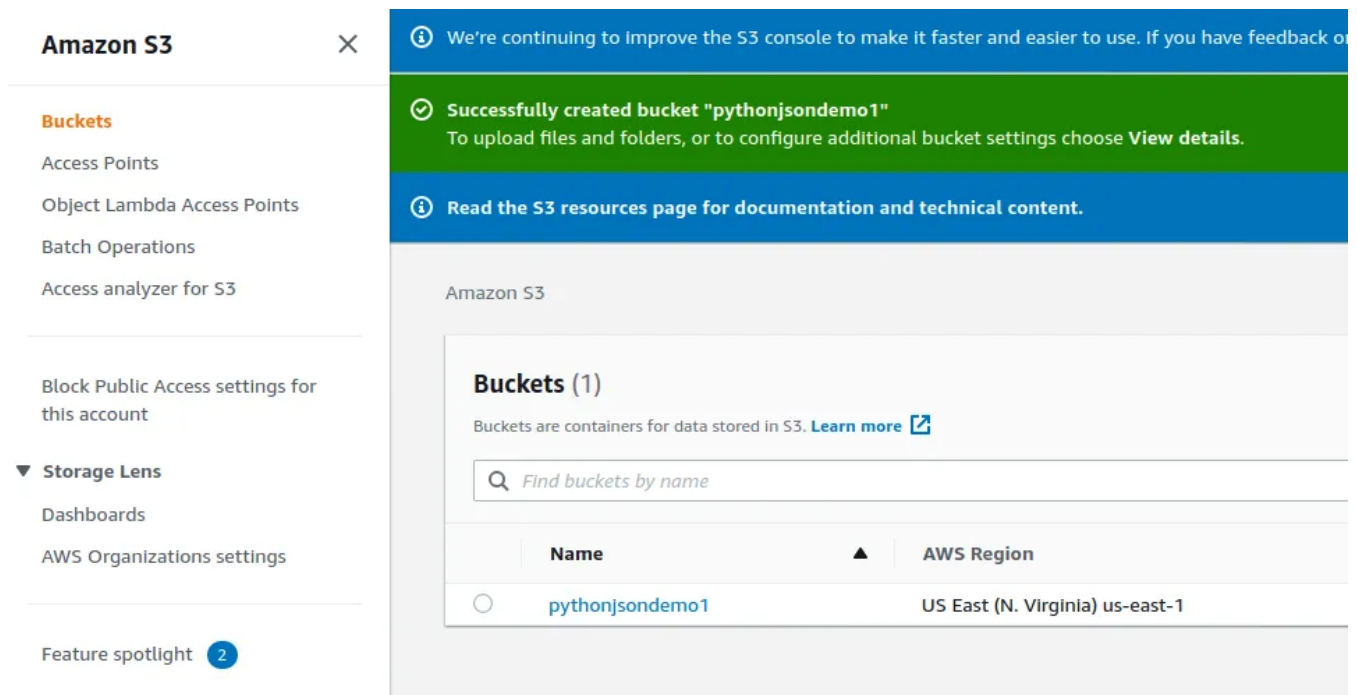 Amazon S3
Buckets
Access Points
Object Lambda Access Points
Batch Operations
Access analyzer for S3
Block Public Access settings for
this account
Storage Lens
Dashboards
AWS Organizations settings
Feature spotlight 2
We're continuing to improve the S3 console to make it faster and easier to use. If you have feedback or
Successfully created bucket "pythonjsondemo1"
To upload files and folders, or to configure additional bucket settings choose View details.
Read the S3 resources page for documentation and technical content.
Amazon S3
Buckets (1)
Buckets are containers for data stored in S3. Learn more
Find buckets by name
Name AWS Region
pythonjsondemo1 US East (N. Virginia) us-east-1